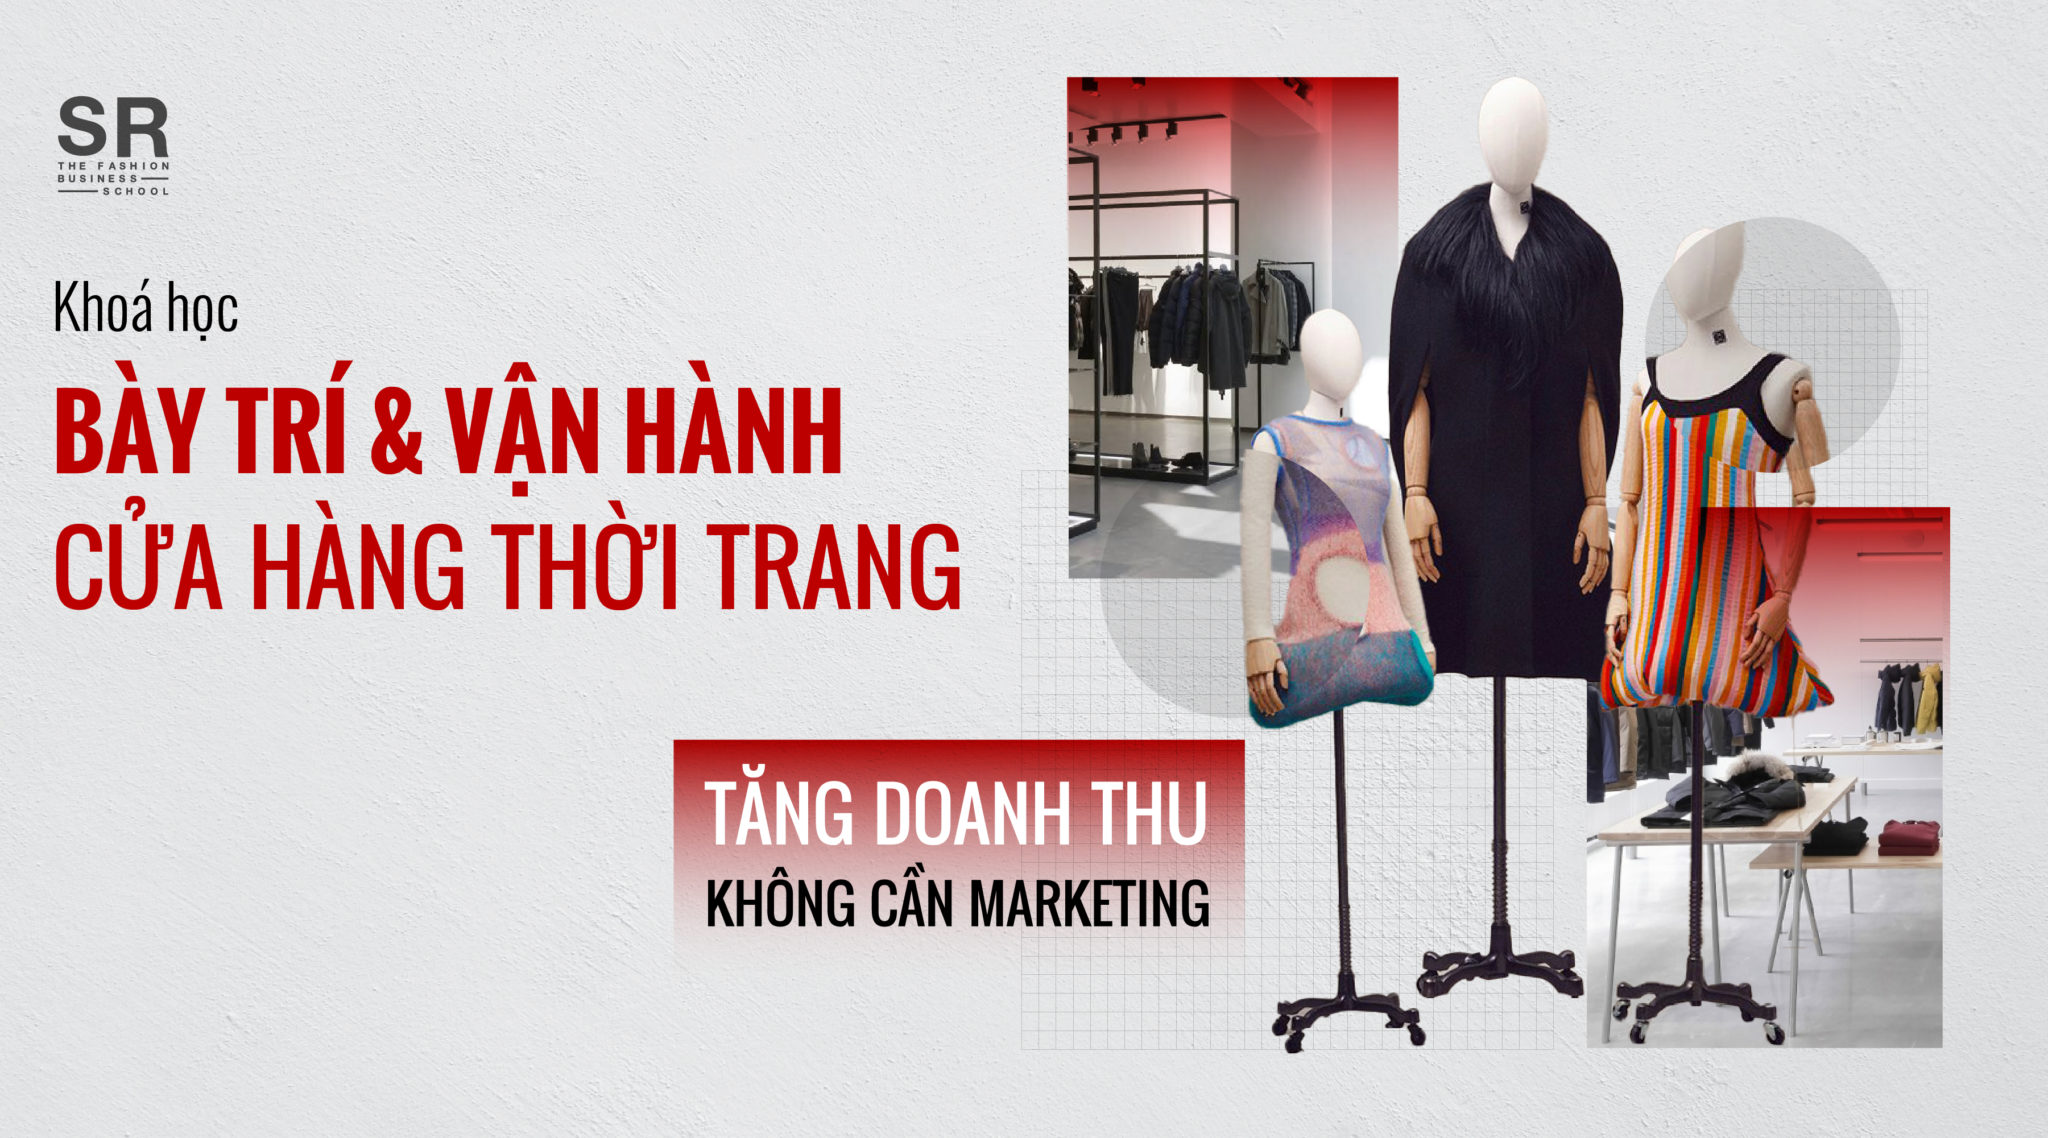 SR
THE FASHION
BUSINESS
SCHOOL
Khoá học
BÀY TRÍ & VẬN HÀNH
CỬA HÀNG THỜI TRANG
TĂNG DOANH THU
KHÔNG CẦN MARKETING